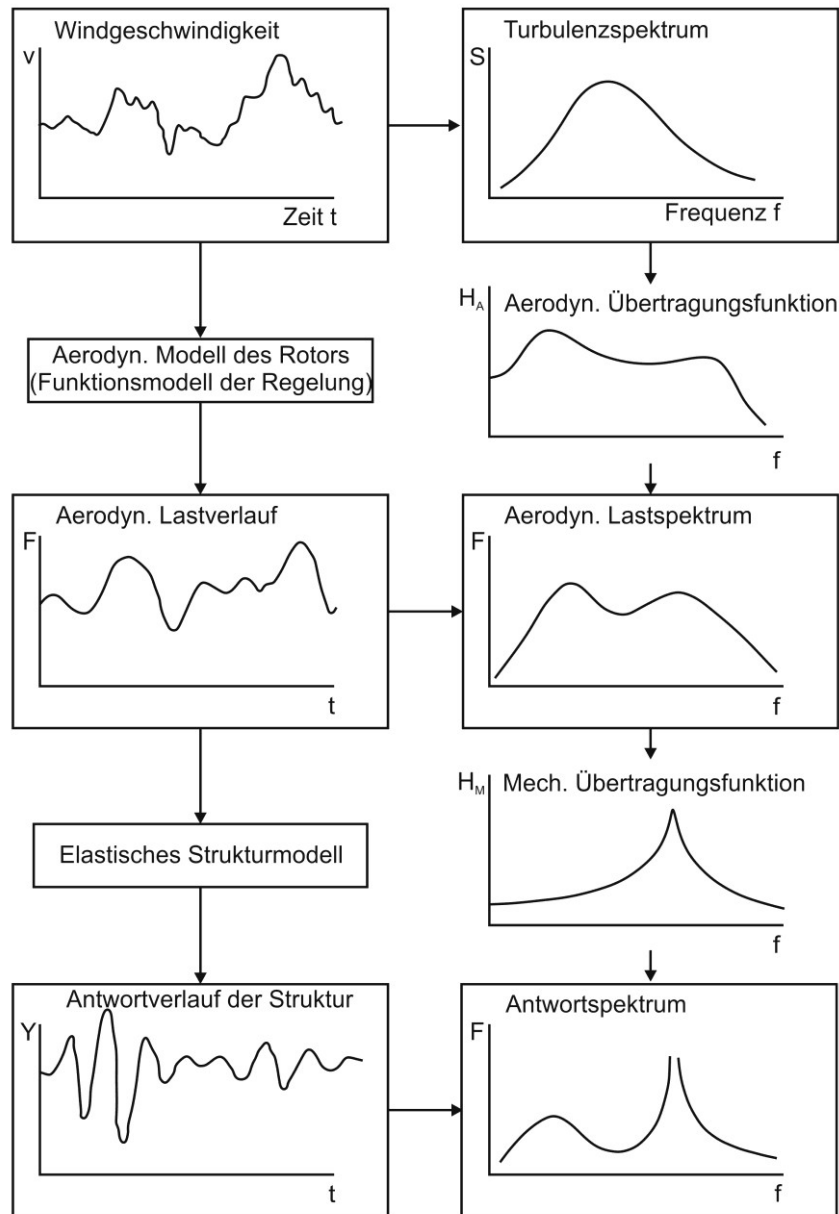 Windgeschwindigkeit
v
Zeit t
Turbulenzspektrum
S
Frequenz f
Aerodyn. Modell des Rotors
(Funktionsmodell der Regelung)
H_A Aerodyn. Übertragungsfunktion
f
Aerodyn. Lastverlauf
F
t
Aerodyn. Lastspektrum
F
f
Elastisches Strukturmodell
H_M Mech. Übertragungsfunktion
f
Antwortverlauf der Struktur
Y
t
Antwortspektrum
F
f